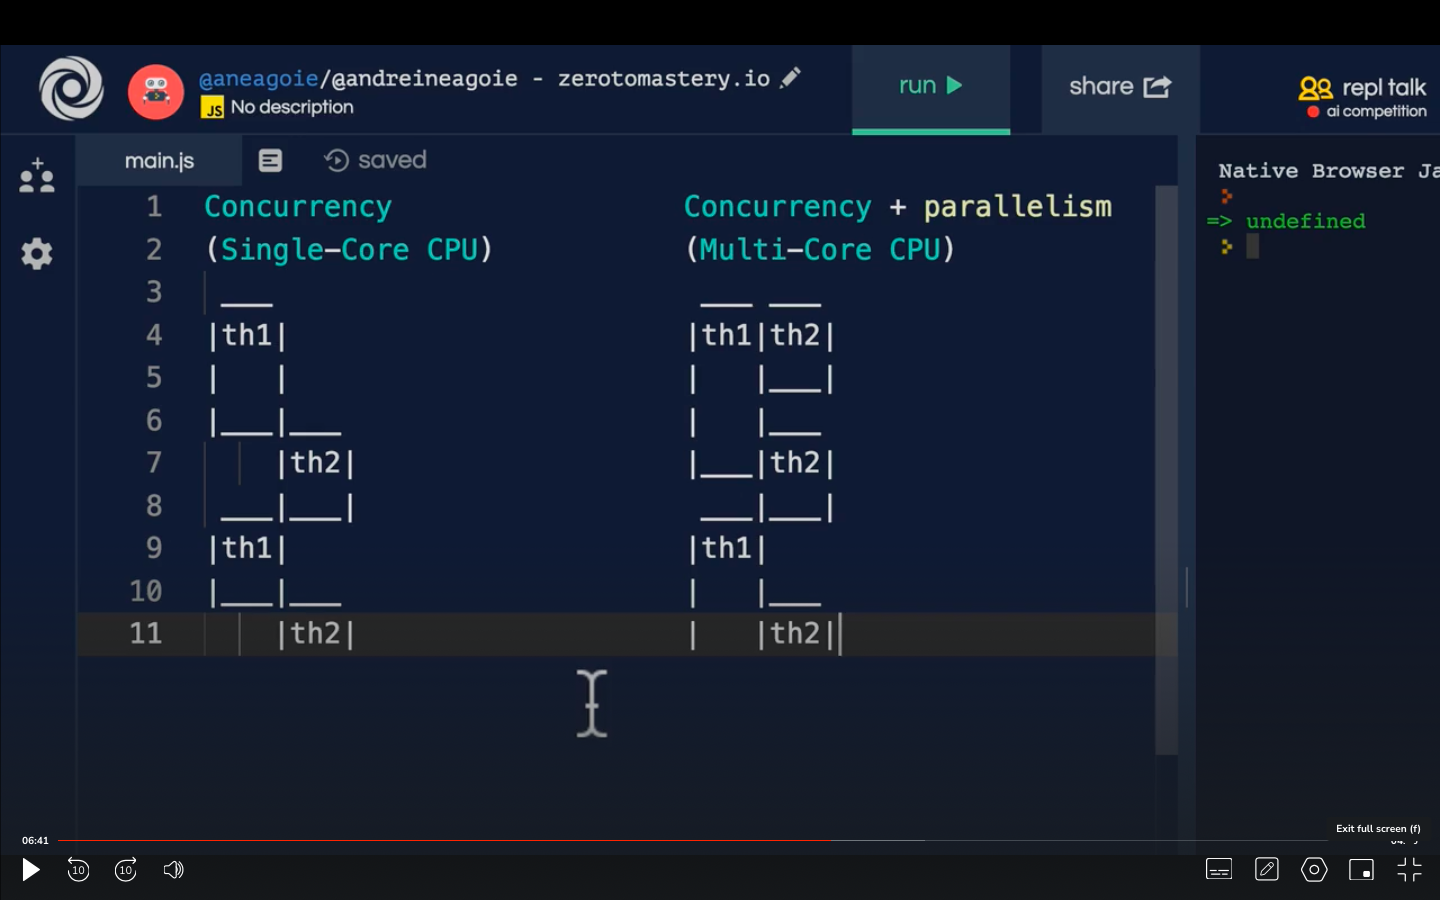 @aneagoie/@andreineagoie - zerotomastery.io
JS No description
run
share
repl talk
ai competition
main.js
saved
Native Browser Ja
=> undefined
1 Concurrency Concurrency + parallelism
2 (Single-Core CPU) (Multi-Core CPU)
3 ___ ___ ___
4 |th1| |th1|th2|
5 | | | |___|
6 |___|___ | |___
7 |th2| |___|th2|
8 ___|___| ___|___|
9 |th1| |th1|
10 |___|___ | |___
11 |th2| | |th2|
Exit full screen (f)
06:41
10
10